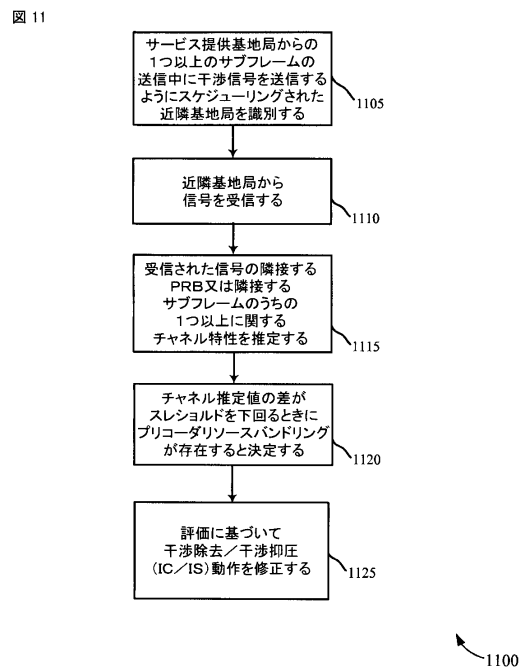 図 11
サービス提供基地局からの
1つ以上のサブフレームの
送信中に干渉信号を送信する
ようにスケジューリングされた
近隣基地局を識別する
1105
近隣基地局から
信号を受信する
1110
受信された信号の隣接する
PRB又は隣接する
サブフレームのうちの
1つ以上に関する
チャネル特性を推定する
1115
チャネル推定値の差が
スレショルドを下回るときに
プリコーダリソースバンドリング
が存在すると決定する
1120
評価に基づいて
干渉除去/干渉抑圧
(IC/IS)動作を修正する
1125
1100